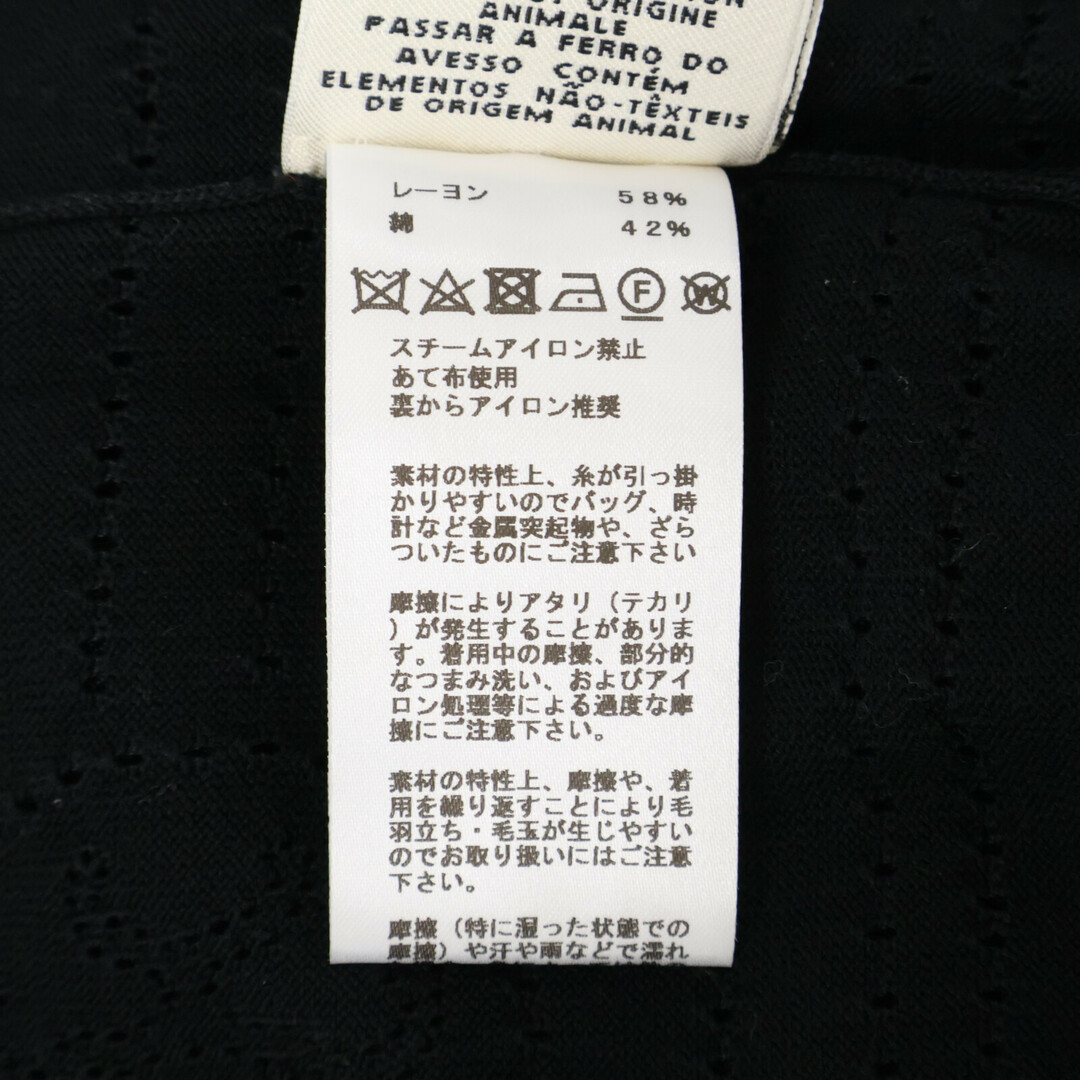 ORIGINE
ANIMALE
PASSAR A FERRO DO
AVESSO CONTÉM
ELEMENTOS NÃO-TÊXTEIS
DE ORIGEM ANIMAL
レーヨン 58%
綿 42%
F W
スチームアイロン禁止
あて布使用
裏からアイロン推奨
素材の特性上、糸が引っ掛
かりやすいのでバッグ、時
計など金属突起物や、ざら
ついたものにご注意下さい
摩擦によりアタリ（テカリ
）が発生することがありま
す。着用中の摩擦、部分的
なつまみ洗い、およびアイ
ロン処理等による過度な摩
擦にご注意下さい。
素材の特性上、摩擦や、着
用を繰り返すことにより毛
羽立ち・毛玉が生じやすい
のでお取り扱いにはご注意
下さい。
摩擦（特に湿った状態での
摩擦）や汗や雨などで濡れ